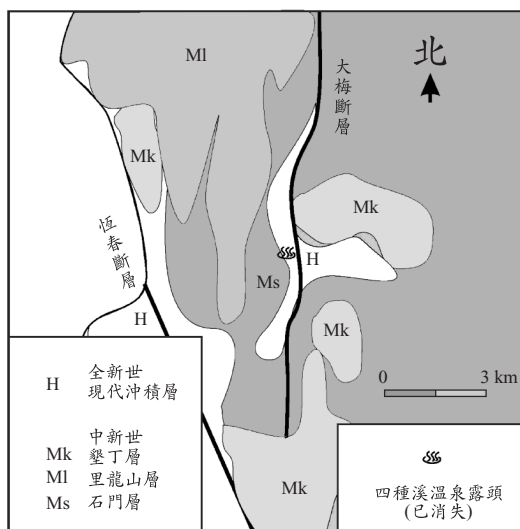 Ml
北
大梅斷層
Mk
Mk
恆春斷層
H
Ms
H
Mk
0 3 km
Mk
H 全新世
現代沖積層
中新世
Mk 墾丁層
Ml 里龍山層
Ms 石門層
四種溪溫泉露頭
(已消失)